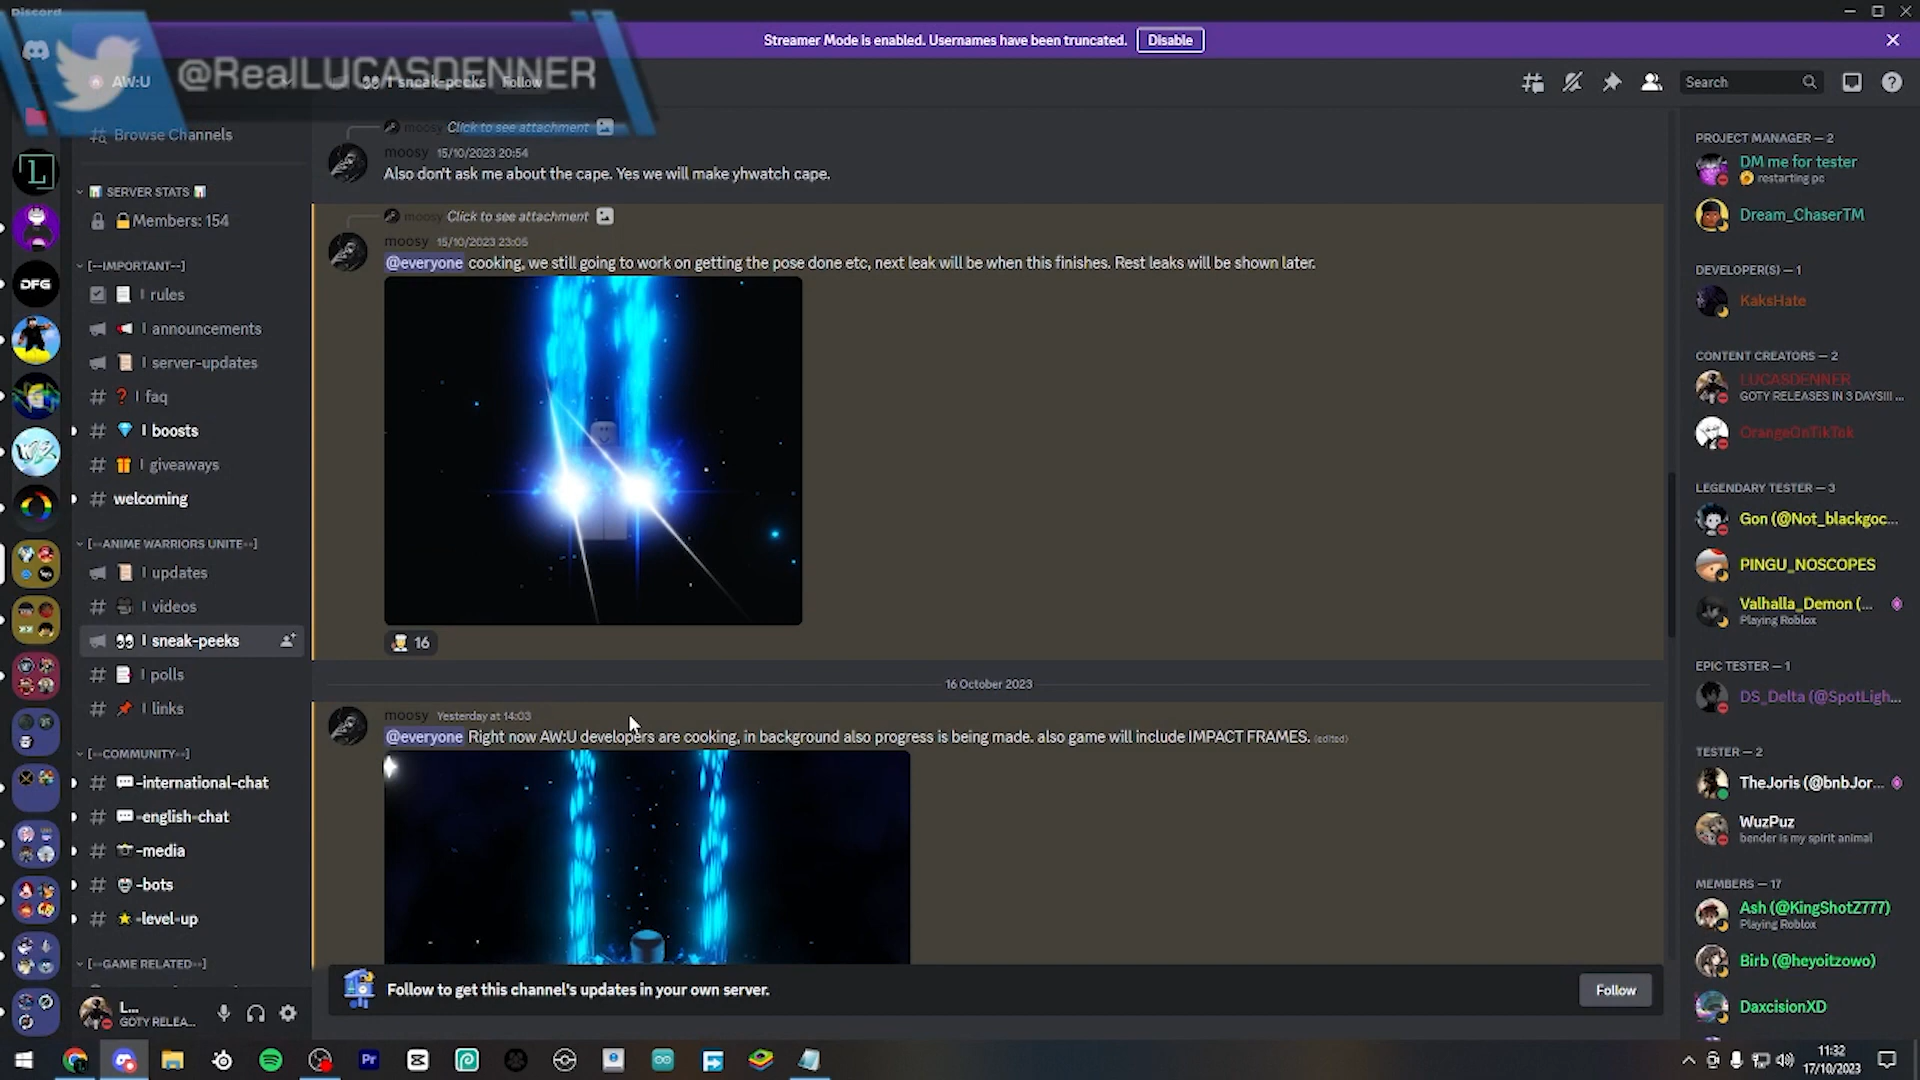 Discord
Streamer Mode is enabled. Usernames have been truncated. Disable
@RealLUCASDENNER
AW:U
I sneak-peeks Follow
Search
Browse Channels
SERVER STATS
Members: 154
[--IMPORTANT--]
I rules
I announcements
I server-updates
I faq
I boosts
I giveaways
welcoming
[--ANIME WARRIORS UNITE--]
I updates
I videos
I sneak-peeks
I polls
I links
[--COMMUNITY--]
-international-chat
-english-chat
-media
-bots
-level-up
[--GAME RELATED--]
L...
GOTY RELEA...
moosy Click to see attachment
moosy 15/10/2023 20:54
Also don't ask me about the cape. Yes we will make yhwatch cape.
moosy Click to see attachment
moosy 15/10/2023 23:05
@everyone cooking, we still going to work on getting the pose done etc, next leak will be when this finishes. Rest leaks will be shown later.
16
16 October 2023
moosy Yesterday at 14:03
@everyone Right now AW:U developers are cooking, in background also progress is being made. also game will include IMPACT FRAMES. (edited)
Follow to get this channel's updates in your own server.
Follow
PROJECT MANAGER — 2
DM me for tester
restarting pc
Dream_ChaserTM
DEVELOPER(S) — 1
KaksHate
CONTENT CREATORS — 2
LUCASDENNER
GOTY RELEASES IN 3 DAYS!!! ...
OrangeOnTikTok
LEGENDARY TESTER — 3
Gon (@Not_blackgoc...
PINGU_NOSCOPES
Valhalla_Demon (...
Playing Roblox
EPIC TESTER — 1
DS_Delta (@SpotLigh...
TESTER — 2
TheJoris (@bnbJor...
WuzPuz
bender is my spirit animal
MEMBERS — 17
Ash (@KingShotZ777)
Playing Roblox
Birb (@heyoitzowo)
DaxcisionXD
L
DFG
Pr
11:32
17/10/2023